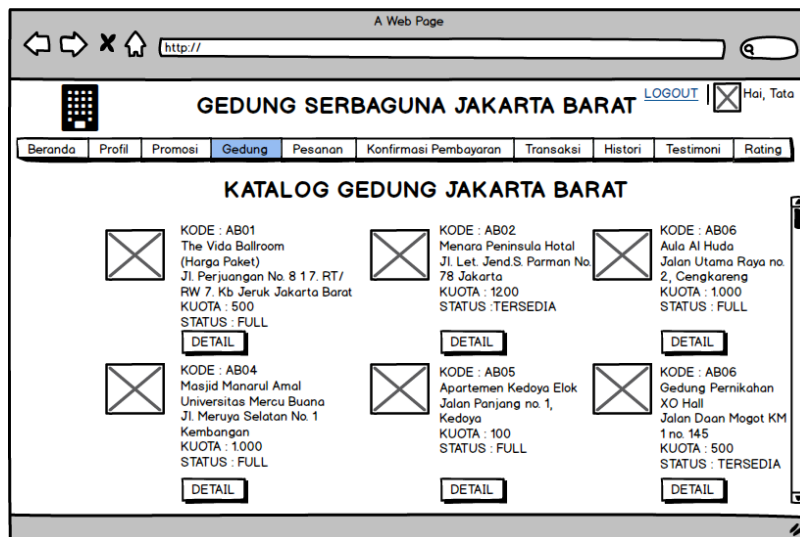 A Web Page
http://
LOGOUT
Hai, Tata
GEDUNG SERBAGUNA JAKARTA BARAT
Beranda Profil Promosi Gedung Pesanan Konfirmasi Pembayaran Transaksi Histori Testimoni Rating
KATALOG GEDUNG JAKARTA BARAT
KODE : AB01
The Vida Ballroom
(Harga Paket)
Jl. Perjuangan No. 8 1 7. RT/
RW 7. Kb Jeruk Jakarta Barat
KUOTA : 500
STATUS : FULL
DETAIL
KODE : AB02
Menara Peninsula Hotal
Jl. Let. Jend.S. Parman No.
78 Jakarta
KUOTA : 1200
STATUS :TERSEDIA
DETAIL
KODE : AB06
Aula Al Huda
Jalan Utama Raya no.
2, Cengkareng
KUOTA : 1.000
STATUS : FULL
DETAIL
KODE : AB04
Masjid Manarul Amal
Universitas Mercu Buana
Jl. Meruya Selatan No. 1
Kembangan
KUOTA : 1.000
STATUS : FULL
DETAIL
KODE : AB05
Apartemen Kedoya Elok
Jalan Panjang no. 1,
Kedoya
KUOTA : 100
STATUS : FULL
DETAIL
KODE : AB06
Gedung Pernikahan
XO Hall
Jalan Daan Mogot KM
1 no. 145
KUOTA : 500
STATUS : TERSEDIA
DETAIL